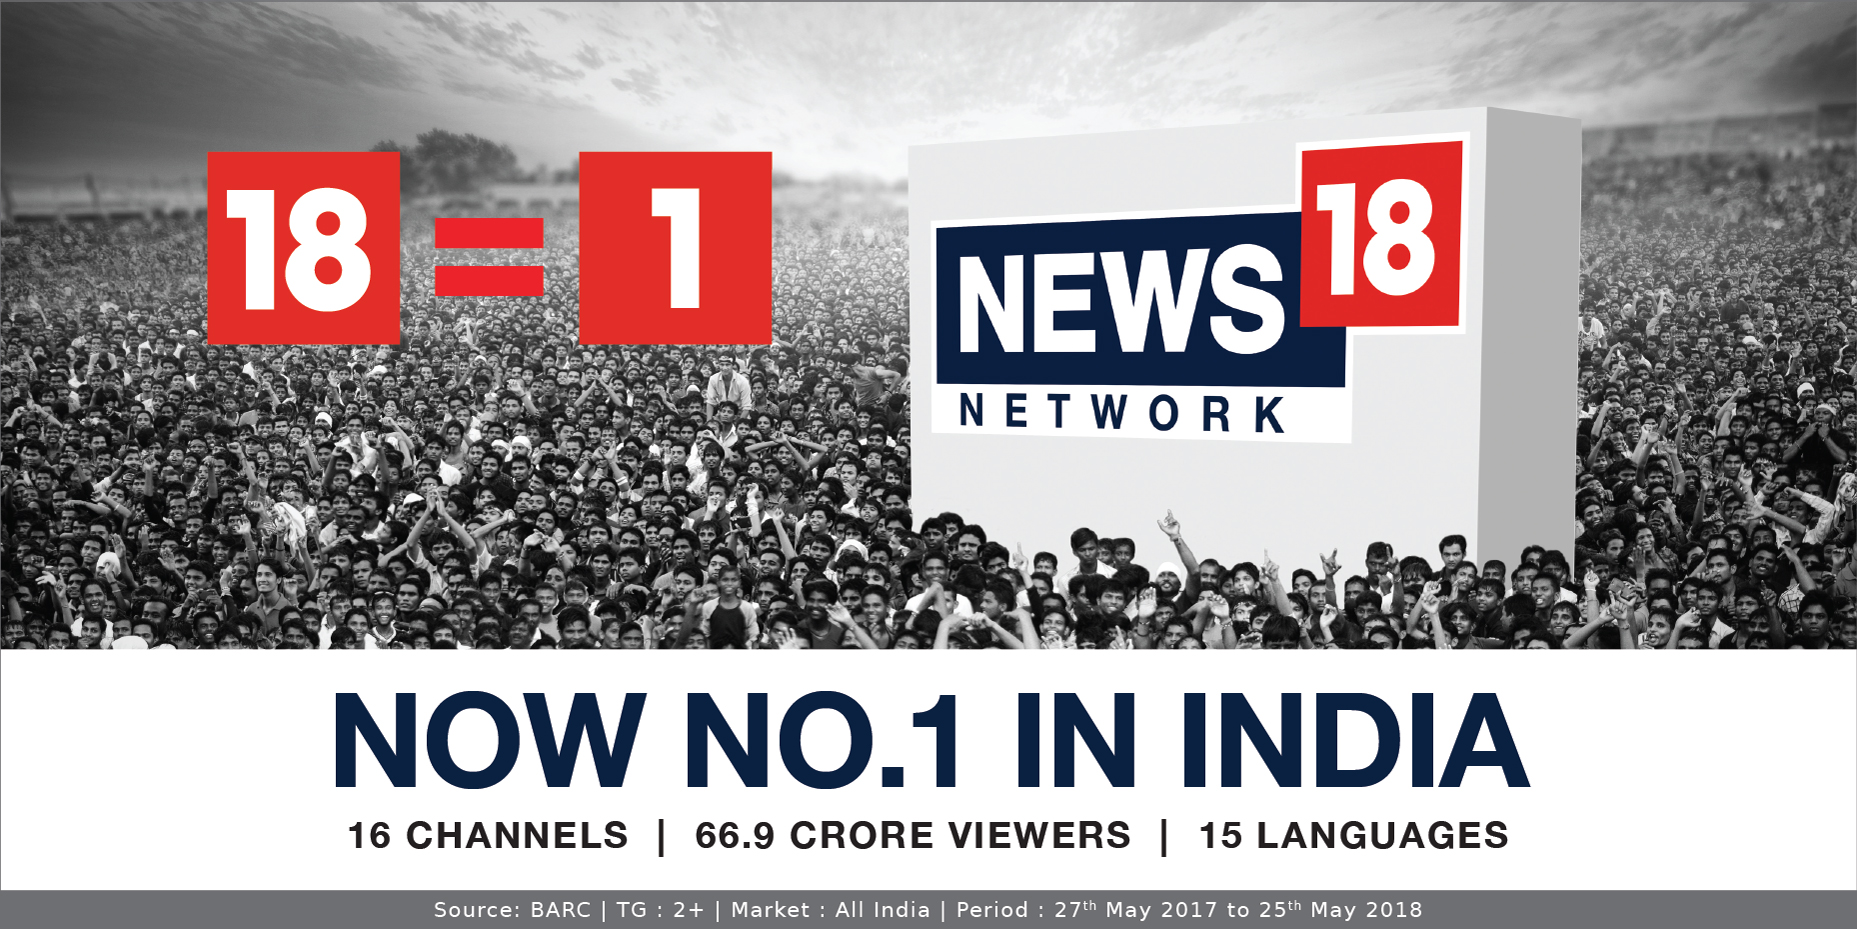 18 = 1
NEWS 18
NETWORK
NOW NO.1 IN INDIA
16 CHANNELS | 66.9 CRORE VIEWERS | 15 LANGUAGES
Source: BARC | TG : 2+ | Market : All India | Period : 27th May 2017 to 25th May 2018